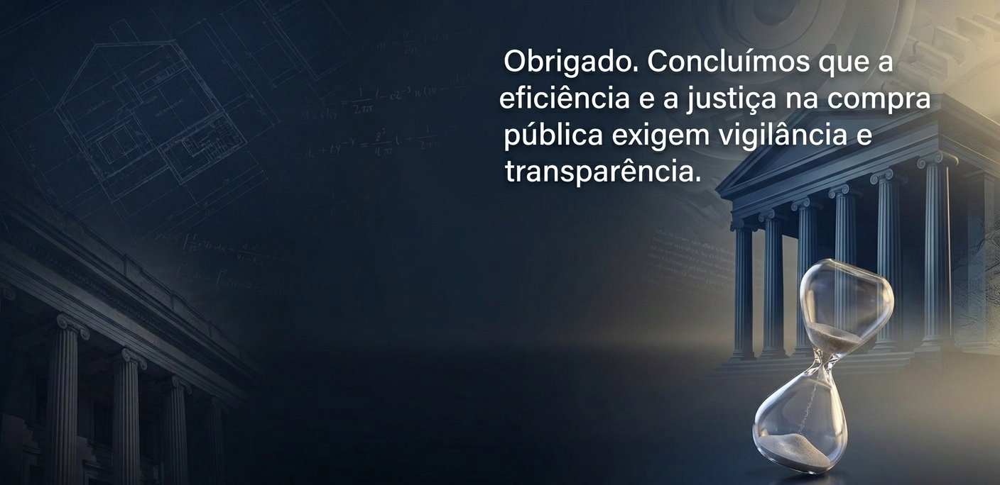 Obrigado. Concluímos que a
eficiência e a justiça na compra
pública exigem vigilância e
transparência.